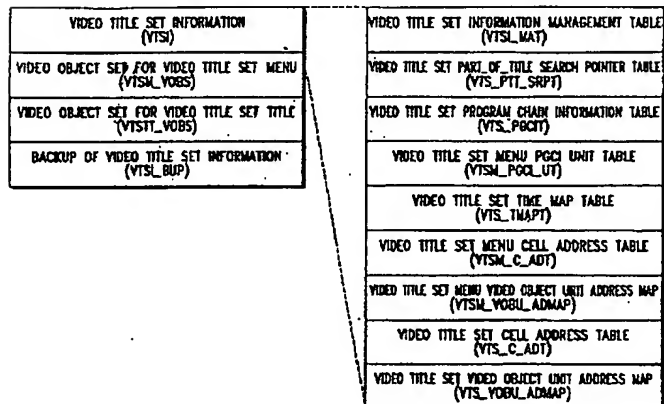 VIDEO TITLE SET INFORMATION
(VTSI)
VIDEO OBJECT SET FOR VIDEO TITLE SET MENU
(VTSM_VOBS)
VIDEO OBJECT SET FOR VIDEO TITLE SET TITLE
(VTSTT_VOBS)
BACKUP OF VIDEO TITLE SET INFORMATION
(VTSI_BUP)
VIDEO TITLE SET INFORMATION MANAGEMENT TABLE
(VTSI_MAT)
VIDEO TITLE SET PART_OF_TITLE SEARCH POINTER TABLE
(VTS_PTT_SRPT)
VIDEO TITLE SET PROGRAM CHAIN INFORMATION TABLE
(VTS_PGCIT)
VIDEO TITLE SET MENU PGCI UNIT TABLE
(VTSM_PGCI_UT)
VIDEO TITLE SET TIME MAP TABLE
(VTS_TMAPT)
VIDEO TITLE SET MENU CELL ADDRESS TABLE
(VTSM_C_ADT)
VIDEO TITLE SET MENU VIDEO OBJECT UNIT ADDRESS MAP
(VTSM_VOBU_ADMAP)
VIDEO TITLE SET CELL ADDRESS TABLE
(VTS_C_ADT)
VIDEO TITLE SET VIDEO OBJECT UNIT ADDRESS MAP
(VTS_VOBU_ADMAP)